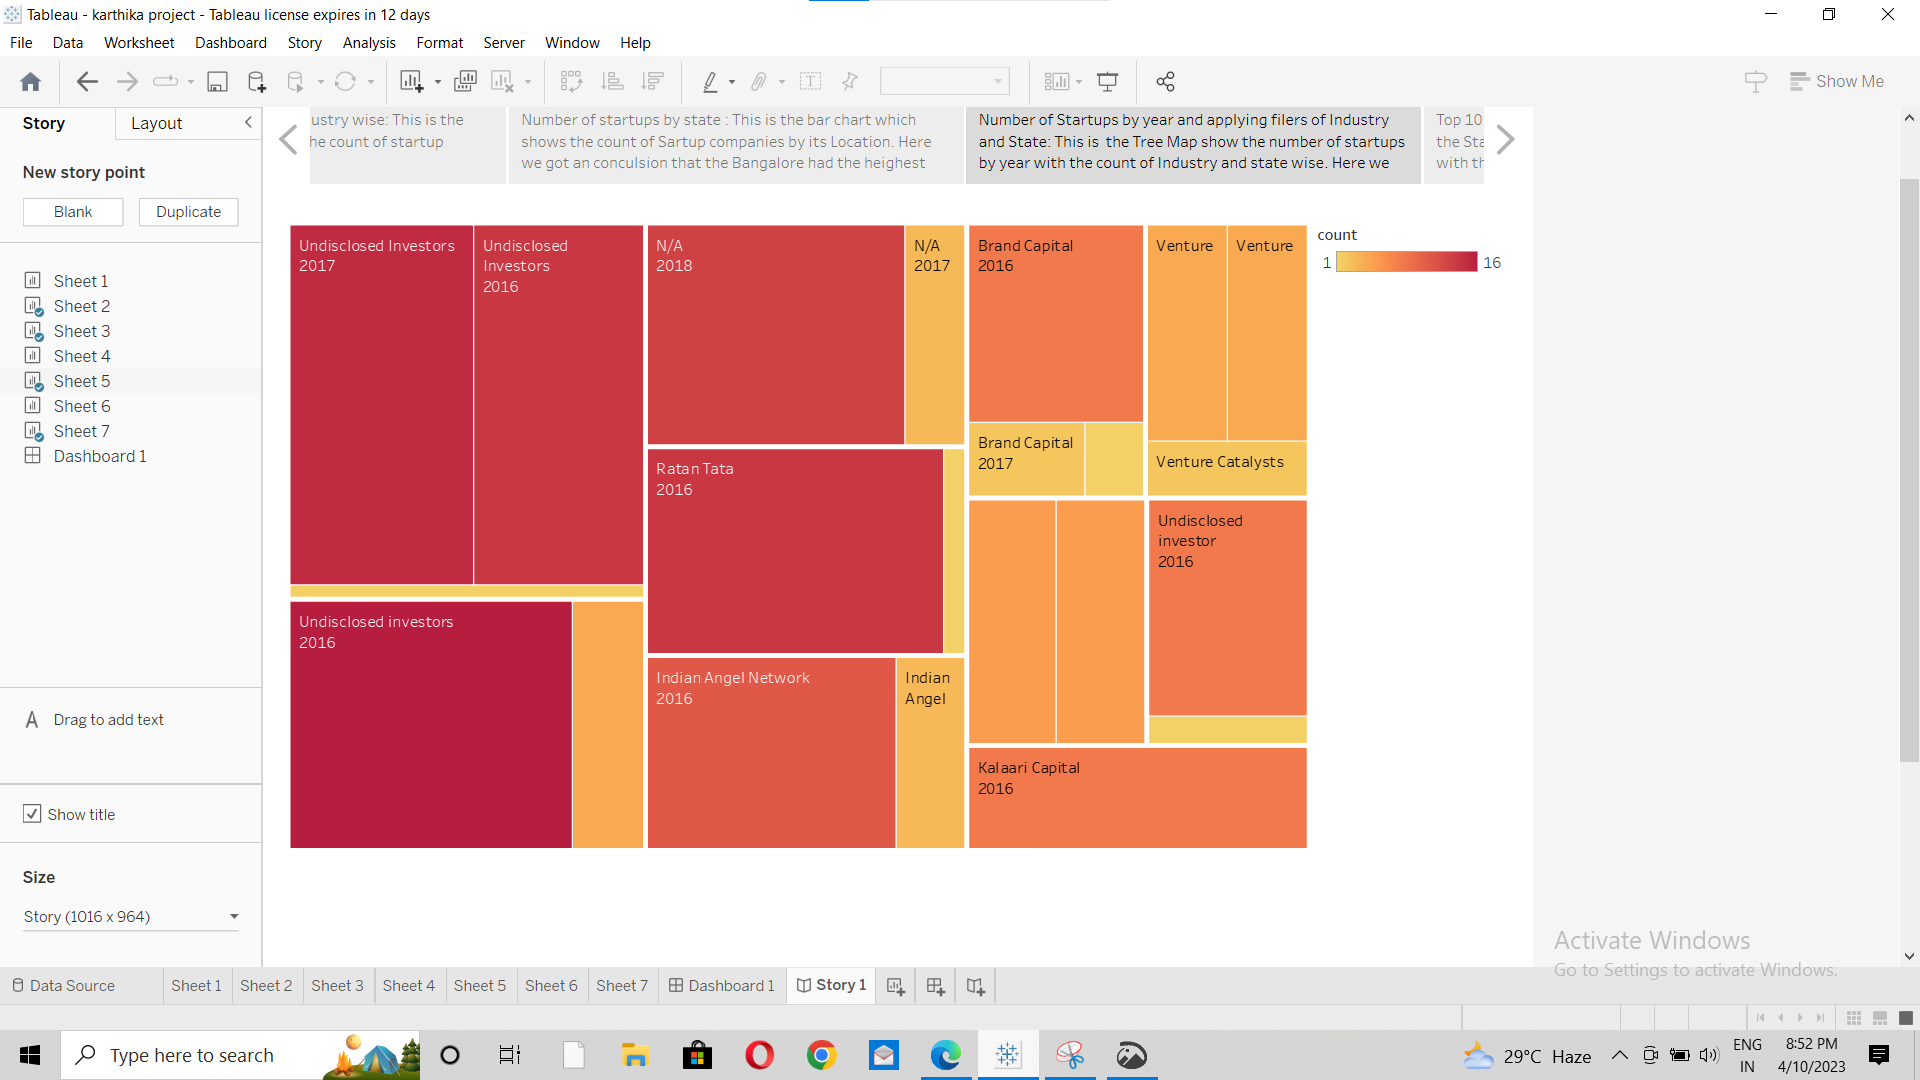 Tableau - karthika project - Tableau license expires in 12 days
File Data Worksheet Dashboard Story Analysis Format Server Window Help
Show Me
Story
Layout
New story point
Blank
Duplicate
Sheet 1
Sheet 2
Sheet 3
Sheet 4
Sheet 5
Sheet 6
Sheet 7
Dashboard 1
Drag to add text
Show title
Size
Story (1016 x 964)
ustry wise: This is the
he count of startup
Number of startups by state : This is the bar chart which
shows the count of Sartup companies by its Location. Here
we got an conculsion that the Bangalore had the heighest
Number of Startups by year and applying filers of Industry
and State: This is the Tree Map show the number of startups
by year with the count of Industry and state wise. Here we
Top 10
the Sta
with th
Undisclosed Investors
2017
Undisclosed
Investors
2016
Undisclosed investors
2016
N/A
2018
N/A
2017
Ratan Tata
2016
Indian Angel Network
2016
Indian
Angel
Brand Capital
2016
Brand Capital
2017
Venture
Venture
Venture Catalysts
Undisclosed
investor
2016
Kalaari Capital
2016
count
1
16
Activate Windows
Go to Settings to activate Windows.
Data Source
Sheet 1
Sheet 2
Sheet 3
Sheet 4
Sheet 5
Sheet 6
Sheet 7
Dashboard 1
Story 1
Type here to search
29°C Haze
ENG
IN
8:52 PM
4/10/2023